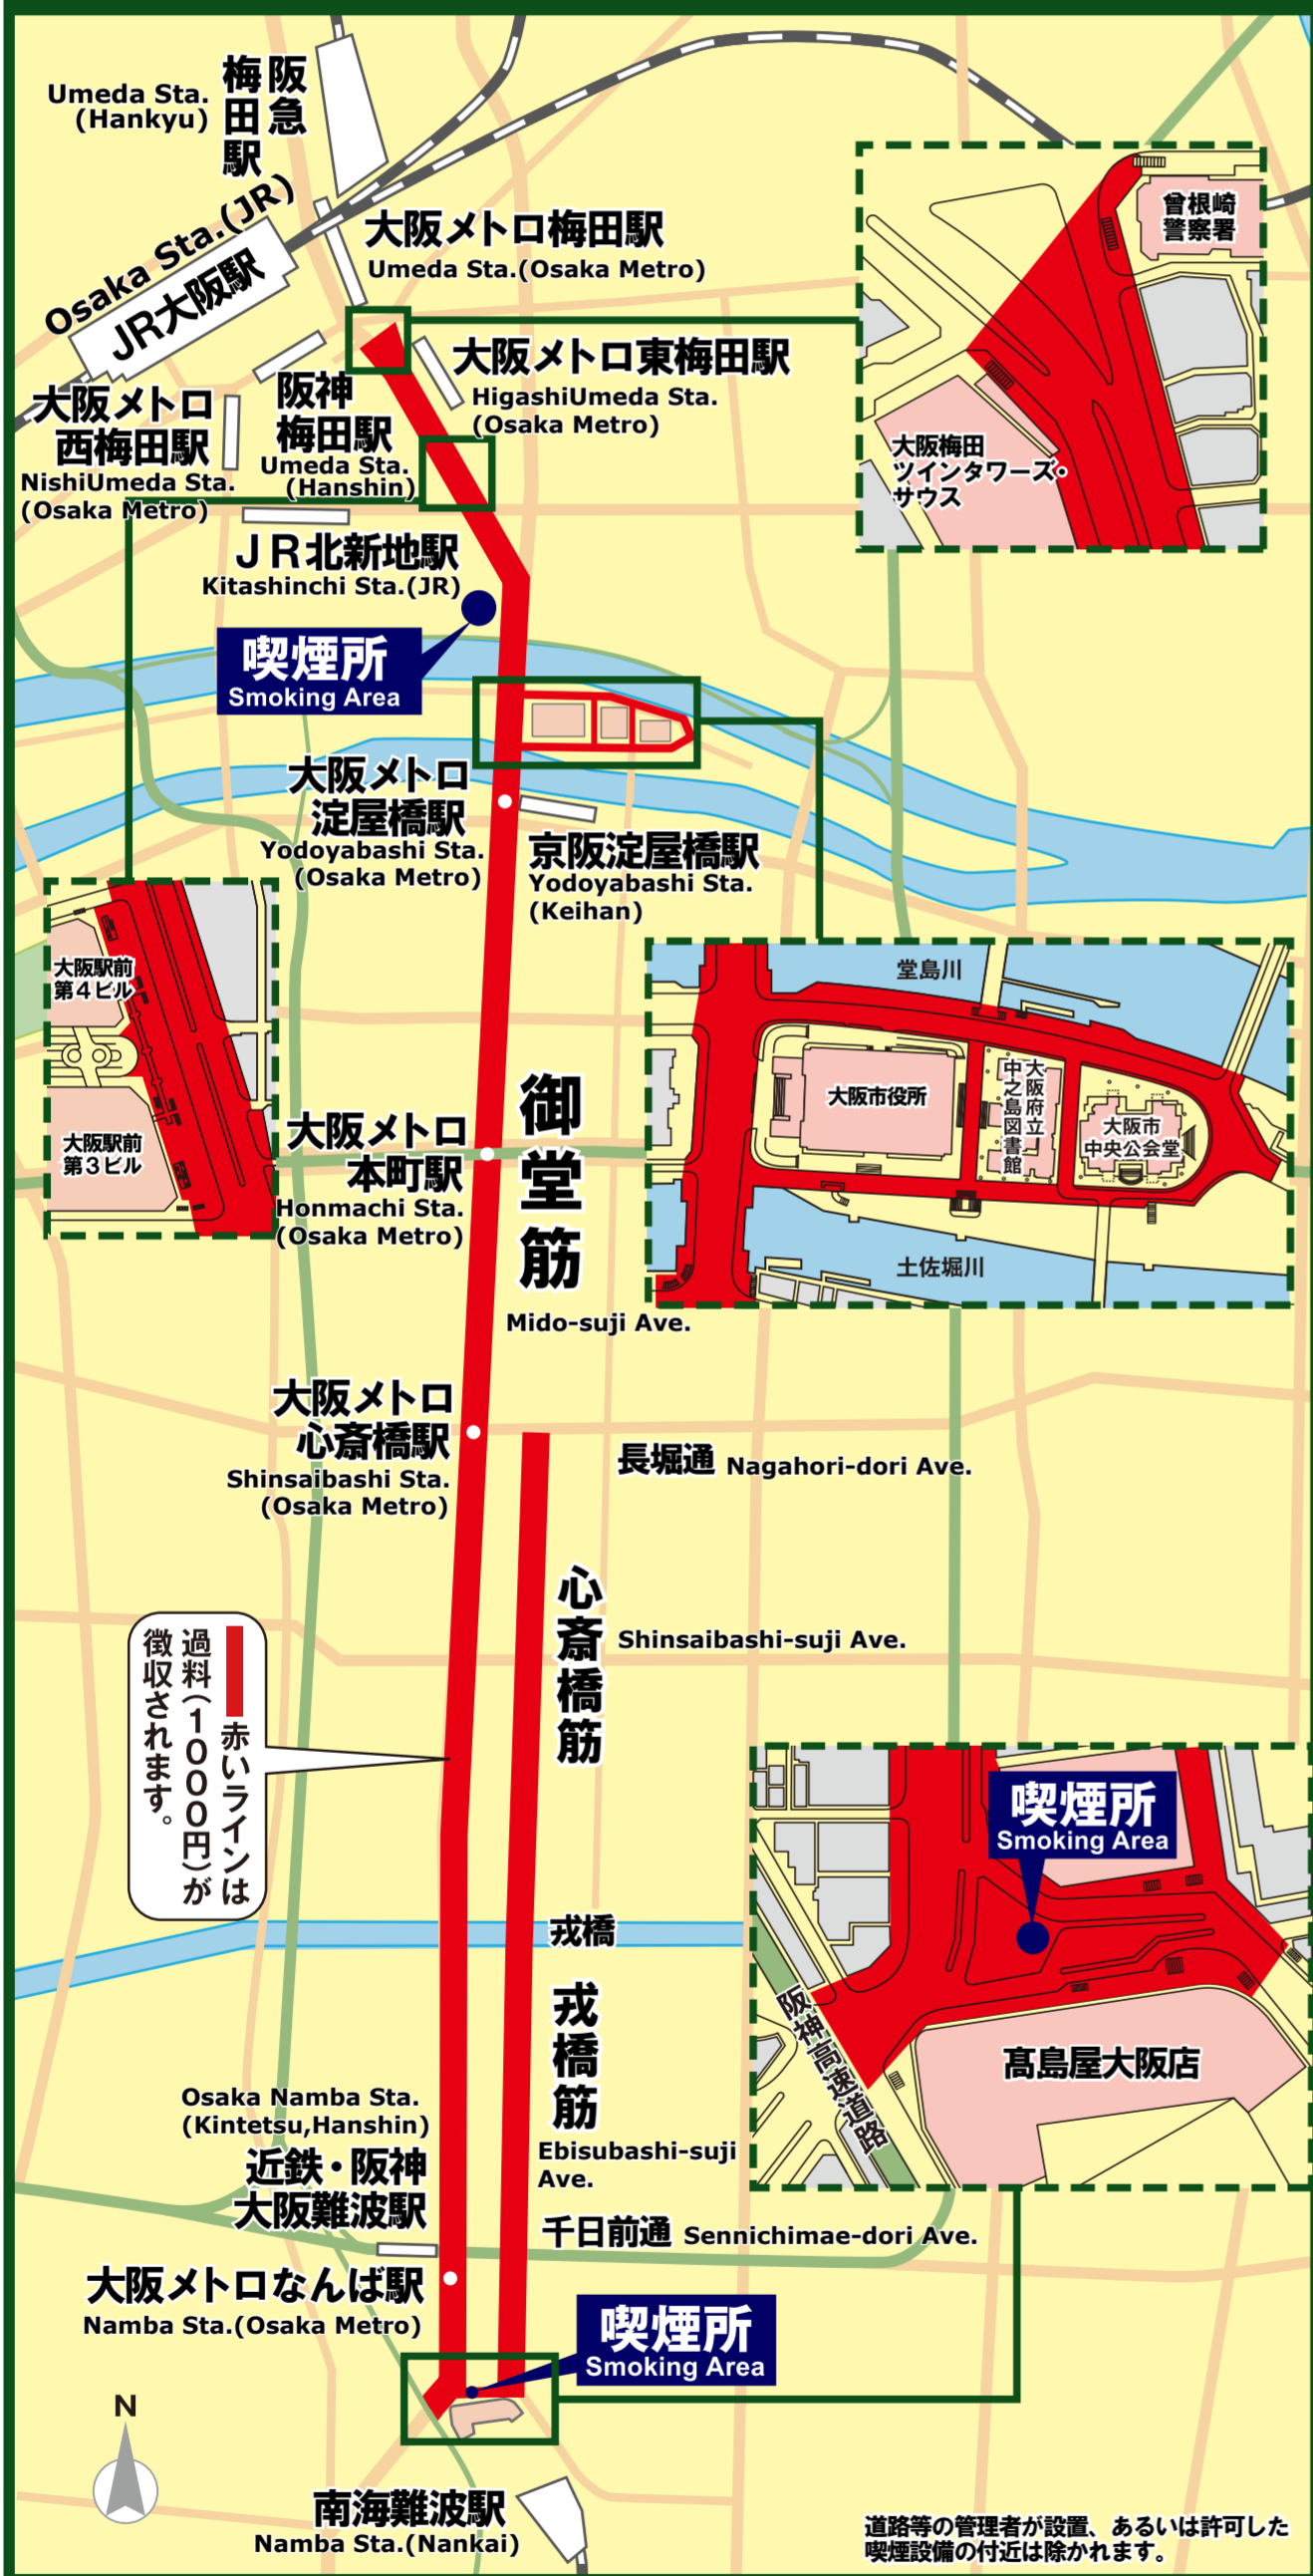 Umeda Sta.
(Hankyu)
阪急
梅田駅
Osaka Sta.(JR)
JR大阪駅
大阪メトロ梅田駅
Umeda Sta.(Osaka Metro)
曾根崎
警察署
大阪梅田
ツインタワーズ・
サウス
大阪メトロ東梅田駅
HigashiUmeda Sta.
(Osaka Metro)
阪神
梅田駅
Umeda Sta.
(Hanshin)
大阪メトロ
西梅田駅
NishiUmeda Sta.
(Osaka Metro)
ＪＲ北新地駅
Kitashinchi Sta.(JR)
喫煙所
Smoking Area
大阪メトロ
淀屋橋駅
Yodoyabashi Sta.
(Osaka Metro)
京阪淀屋橋駅
Yodoyabashi Sta.
(Keihan)
大阪駅前
第４ビル
大阪駅前
第３ビル
堂島川
大阪市役所
大阪府立
中之島図書館
大阪市
中央公会堂
土佐堀川
大阪メトロ
本町駅
Honmachi Sta.
(Osaka Metro)
御堂筋
Mido-suji Ave.
大阪メトロ
心斎橋駅
Shinsaibashi Sta.
(Osaka Metro)
長堀通 Nagahori-dori Ave.
心斎橋筋
Shinsaibashi-suji Ave.
赤いラインは
過料（１０００円）が
徴収されます。
喫煙所
Smoking Area
阪神高速道路
髙島屋大阪店
戎橋
戎橋筋
Ebisubashi-suji
Ave.
Osaka Namba Sta.
(Kintetsu,Hanshin)
近鉄・阪神
大阪難波駅
千日前通 Sennichimae-dori Ave.
大阪メトロなんば駅
Namba Sta.(Osaka Metro)
喫煙所
Smoking Area
N
南海難波駅
Namba Sta.(Nankai)
道路等の管理者が設置、あるいは許可した
喫煙設備の付近は除かれます。